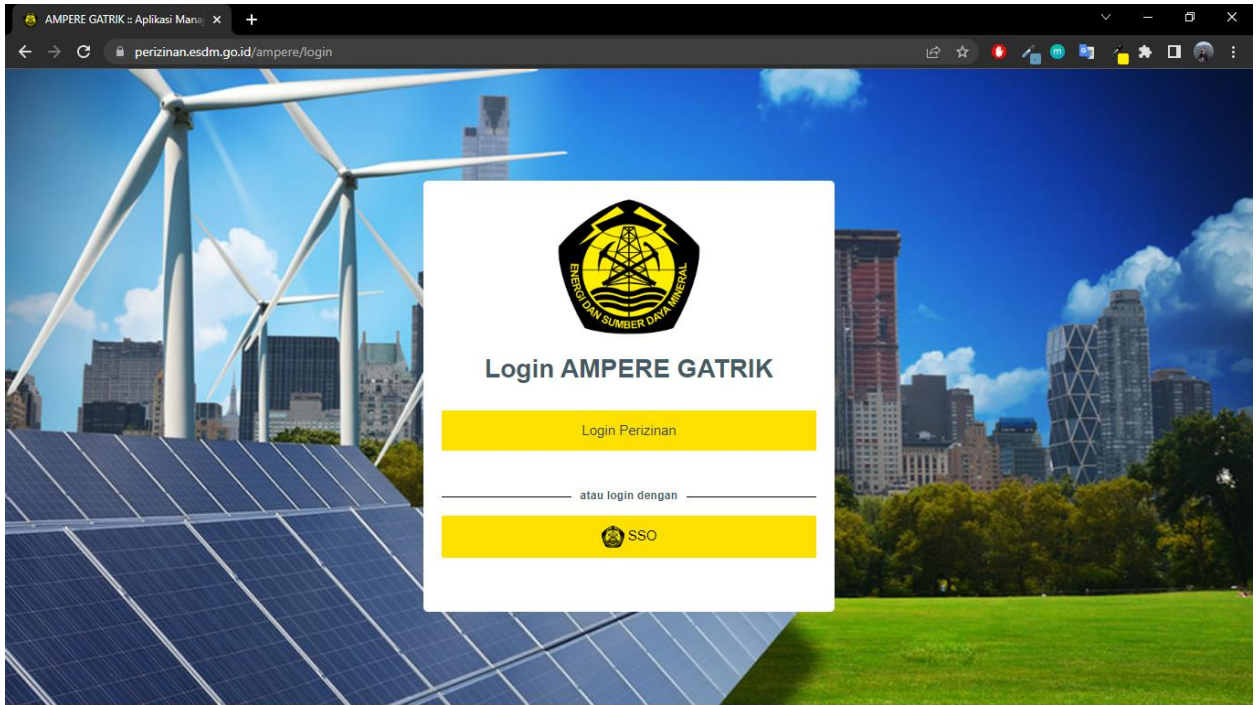 AMPERE GATRIK :: Aplikasi Manaj
perizinan.esdm.go.id/ampere/login
ENERGI DAN SUMBER DAYA MINERAL
Login AMPERE GATRIK
Login Perizinan
atau login dengan
SSO